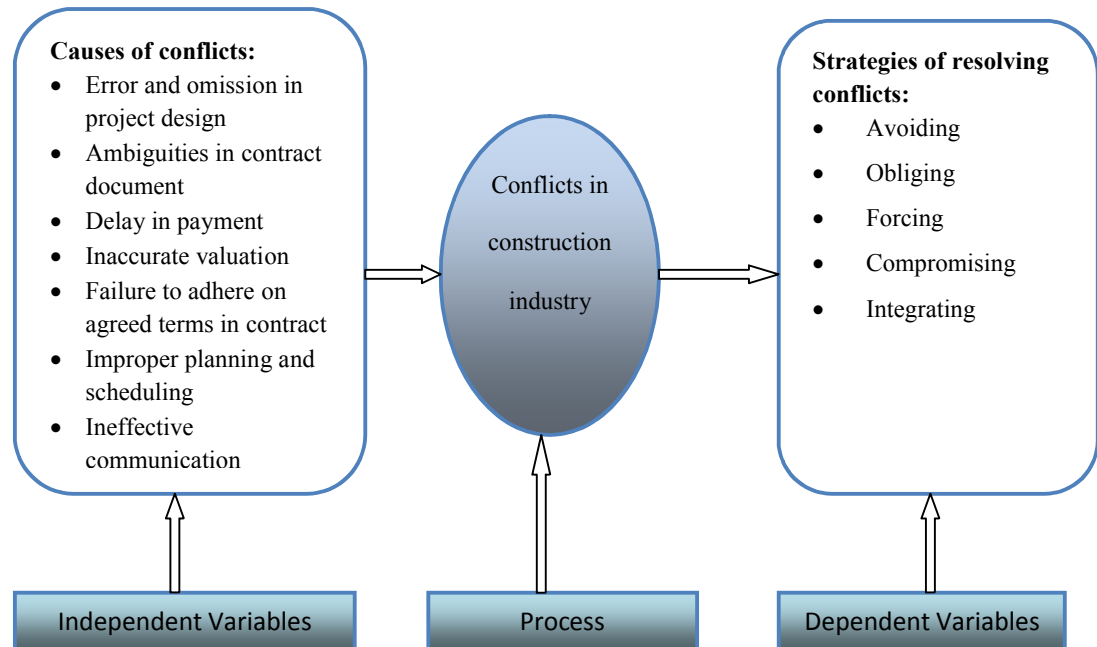 Causes of conflicts:
• Error and omission in
project design
• Ambiguities in contract
document
• Delay in payment
• Inaccurate valuation
• Failure to adhere on
agreed terms in contract
• Improper planning and
scheduling
• Ineffective
communication
Conflicts in
construction
industry
Strategies of resolving
conflicts:
• Avoiding
• Obliging
• Forcing
• Compromising
• Integrating
Independent Variables
Process
Dependent Variables